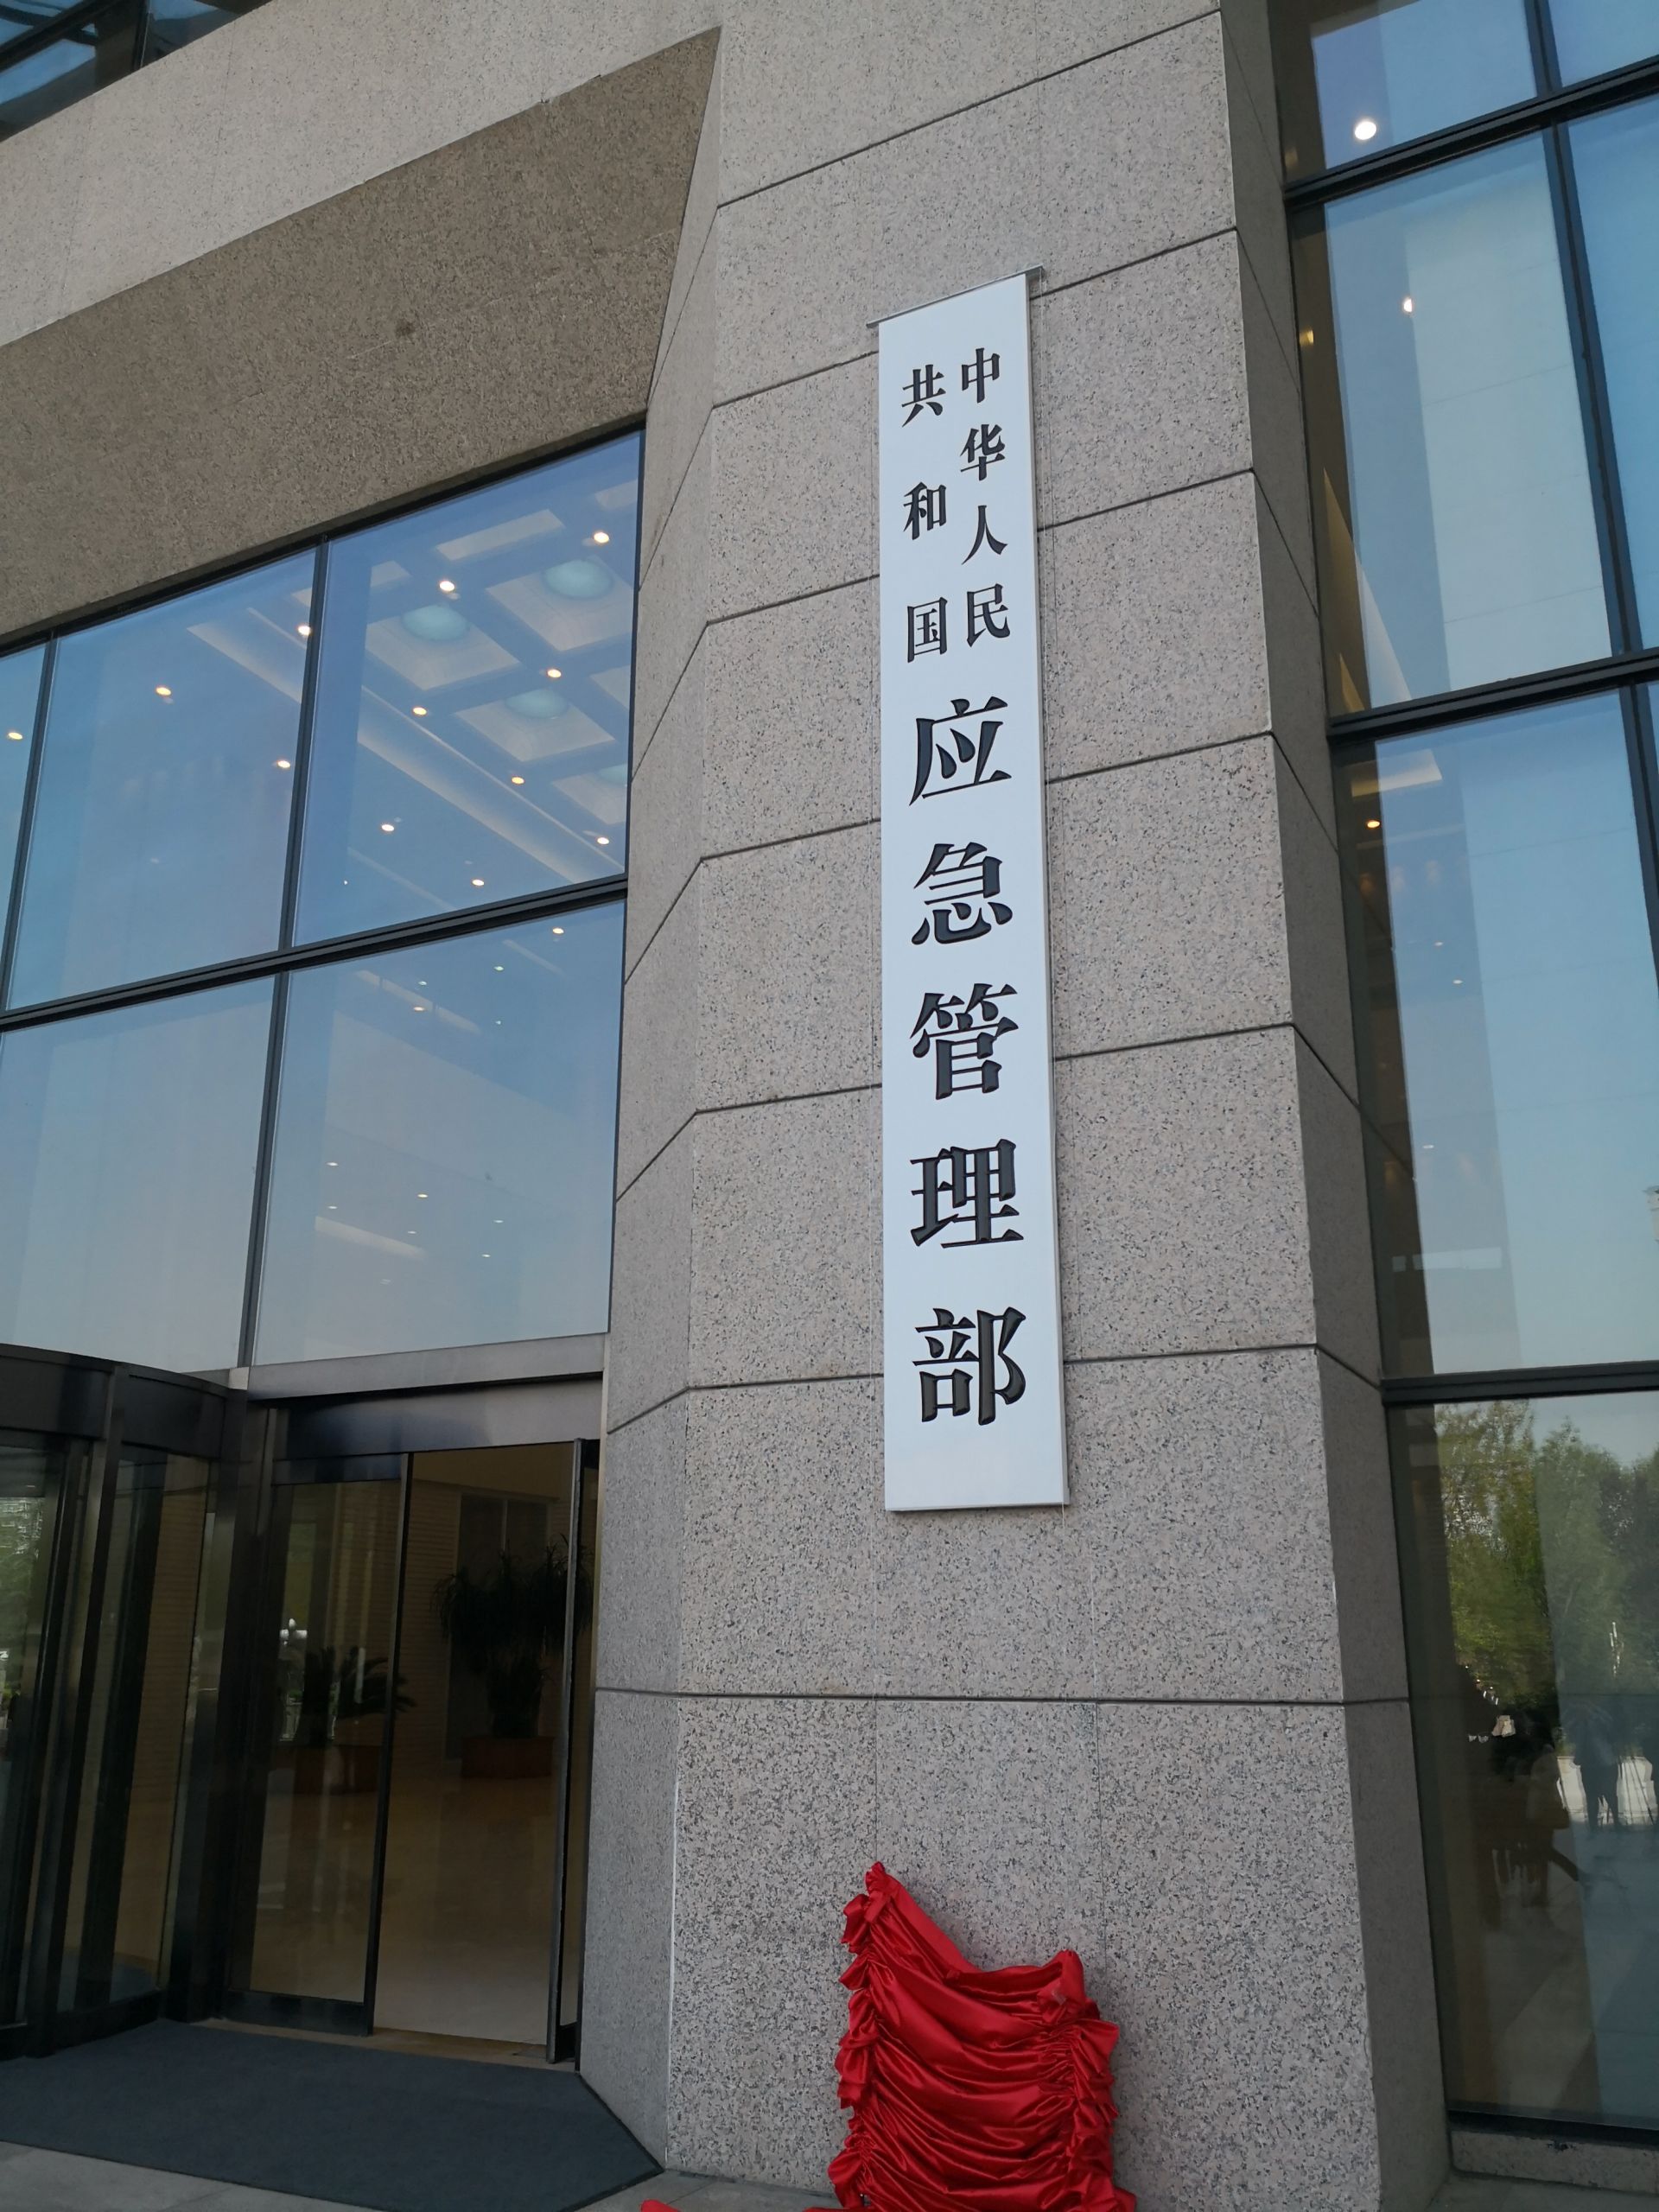 中华人民
共和国
应急管理部